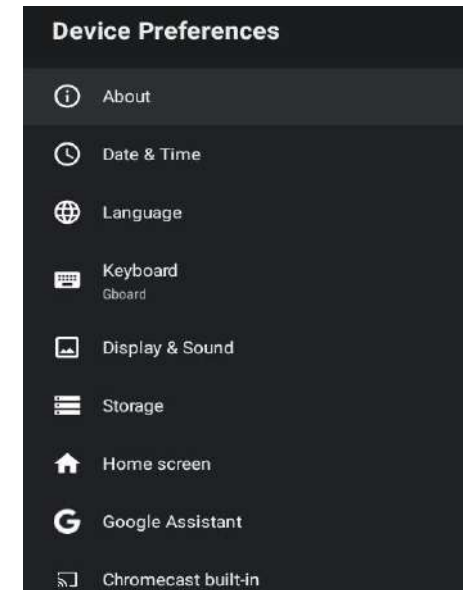 Device Preferences
About
Date & Time
Language
Keyboard
Gboard
Display & Sound
Storage
Home screen
Google Assistant
Chromecast built-in